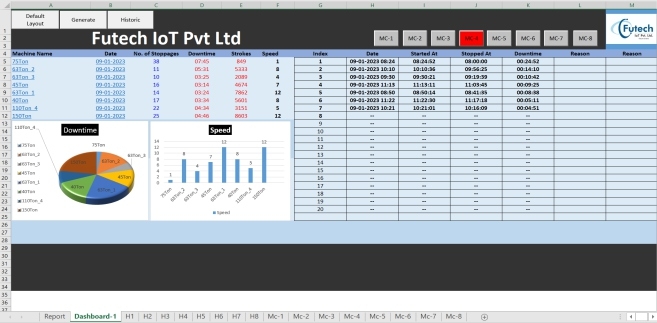 A B C D E F G H I J K L M
Default Layout
Generate
Historic
Futech IoT Pvt Ltd
MC-1 MC-2 MC-3 MC-4 MC-5 MC-6 MC-7 MC-8
Futech
IOT Pvt. Ltd.
Machine Name Date No. of Stoppages Downtime Strokes Speed Index Date Started At Stopped At Downtime Reason Reason
75Ton 09-01-2023 38 07:45 849 1 1 09-01-2023 08:24 08:24:52 08:00:00 00:24:52
63Ton_2 09-01-2023 11 05:31 5333 8 2 09-01-2023 10:10 10:10:36 09:56:25 00:14:10
63Ton_3 09-01-2023 10 03:25 2089 4 3 09-01-2023 09:30 09:30:21 09:19:39 00:10:42
45Ton 09-01-2023 16 03:14 4674 7 4 09-01-2023 11:13 11:13:11 11:03:45 00:09:25
63Ton_1 09-01-2023 14 03:24 7862 12 5 09-01-2023 08:50 08:50:14 08:41:35 00:08:38
40Ton 09-01-2023 17 03:34 5601 8 6 09-01-2023 11:22 11:22:30 11:17:18 00:05:11
110Ton_4 09-01-2023 22 04:34 3151 5 7 09-01-2023 10:21 10:21:01 10:16:09 00:04:51
150Ton 09-01-2023 25 04:46 8603 12 8 -- -- -- --
9 -- -- -- --
10 -- -- -- --
11 -- -- -- --
12 -- -- -- --
13 -- -- -- --
14 -- -- -- --
15 -- -- -- --
16 -- -- -- --
17 -- -- -- --
18 -- -- -- --
19 -- -- -- --
20 -- -- -- --
Downtime
110Ton_4
75Ton
63Ton_2
63Ton_3
45Ton
63Ton_1
40Ton
75Ton
63Ton_2
63Ton_3
45Ton
63Ton_1
40Ton
110Ton_4
150Ton
Speed
14
12
10
8
6
4
2
0
1 8 4 7 12 8 5 12
75Ton 63Ton_2 63Ton_3 45Ton 63Ton_1 40Ton 110Ton_4 150Ton
Speed
Report Dashboard-1 H1 H2 H3 H4 H5 H6 H7 H8 Mc-1 Mc-2 Mc-3 Mc-4 Mc-5 Mc-6 Mc-7 Mc-8